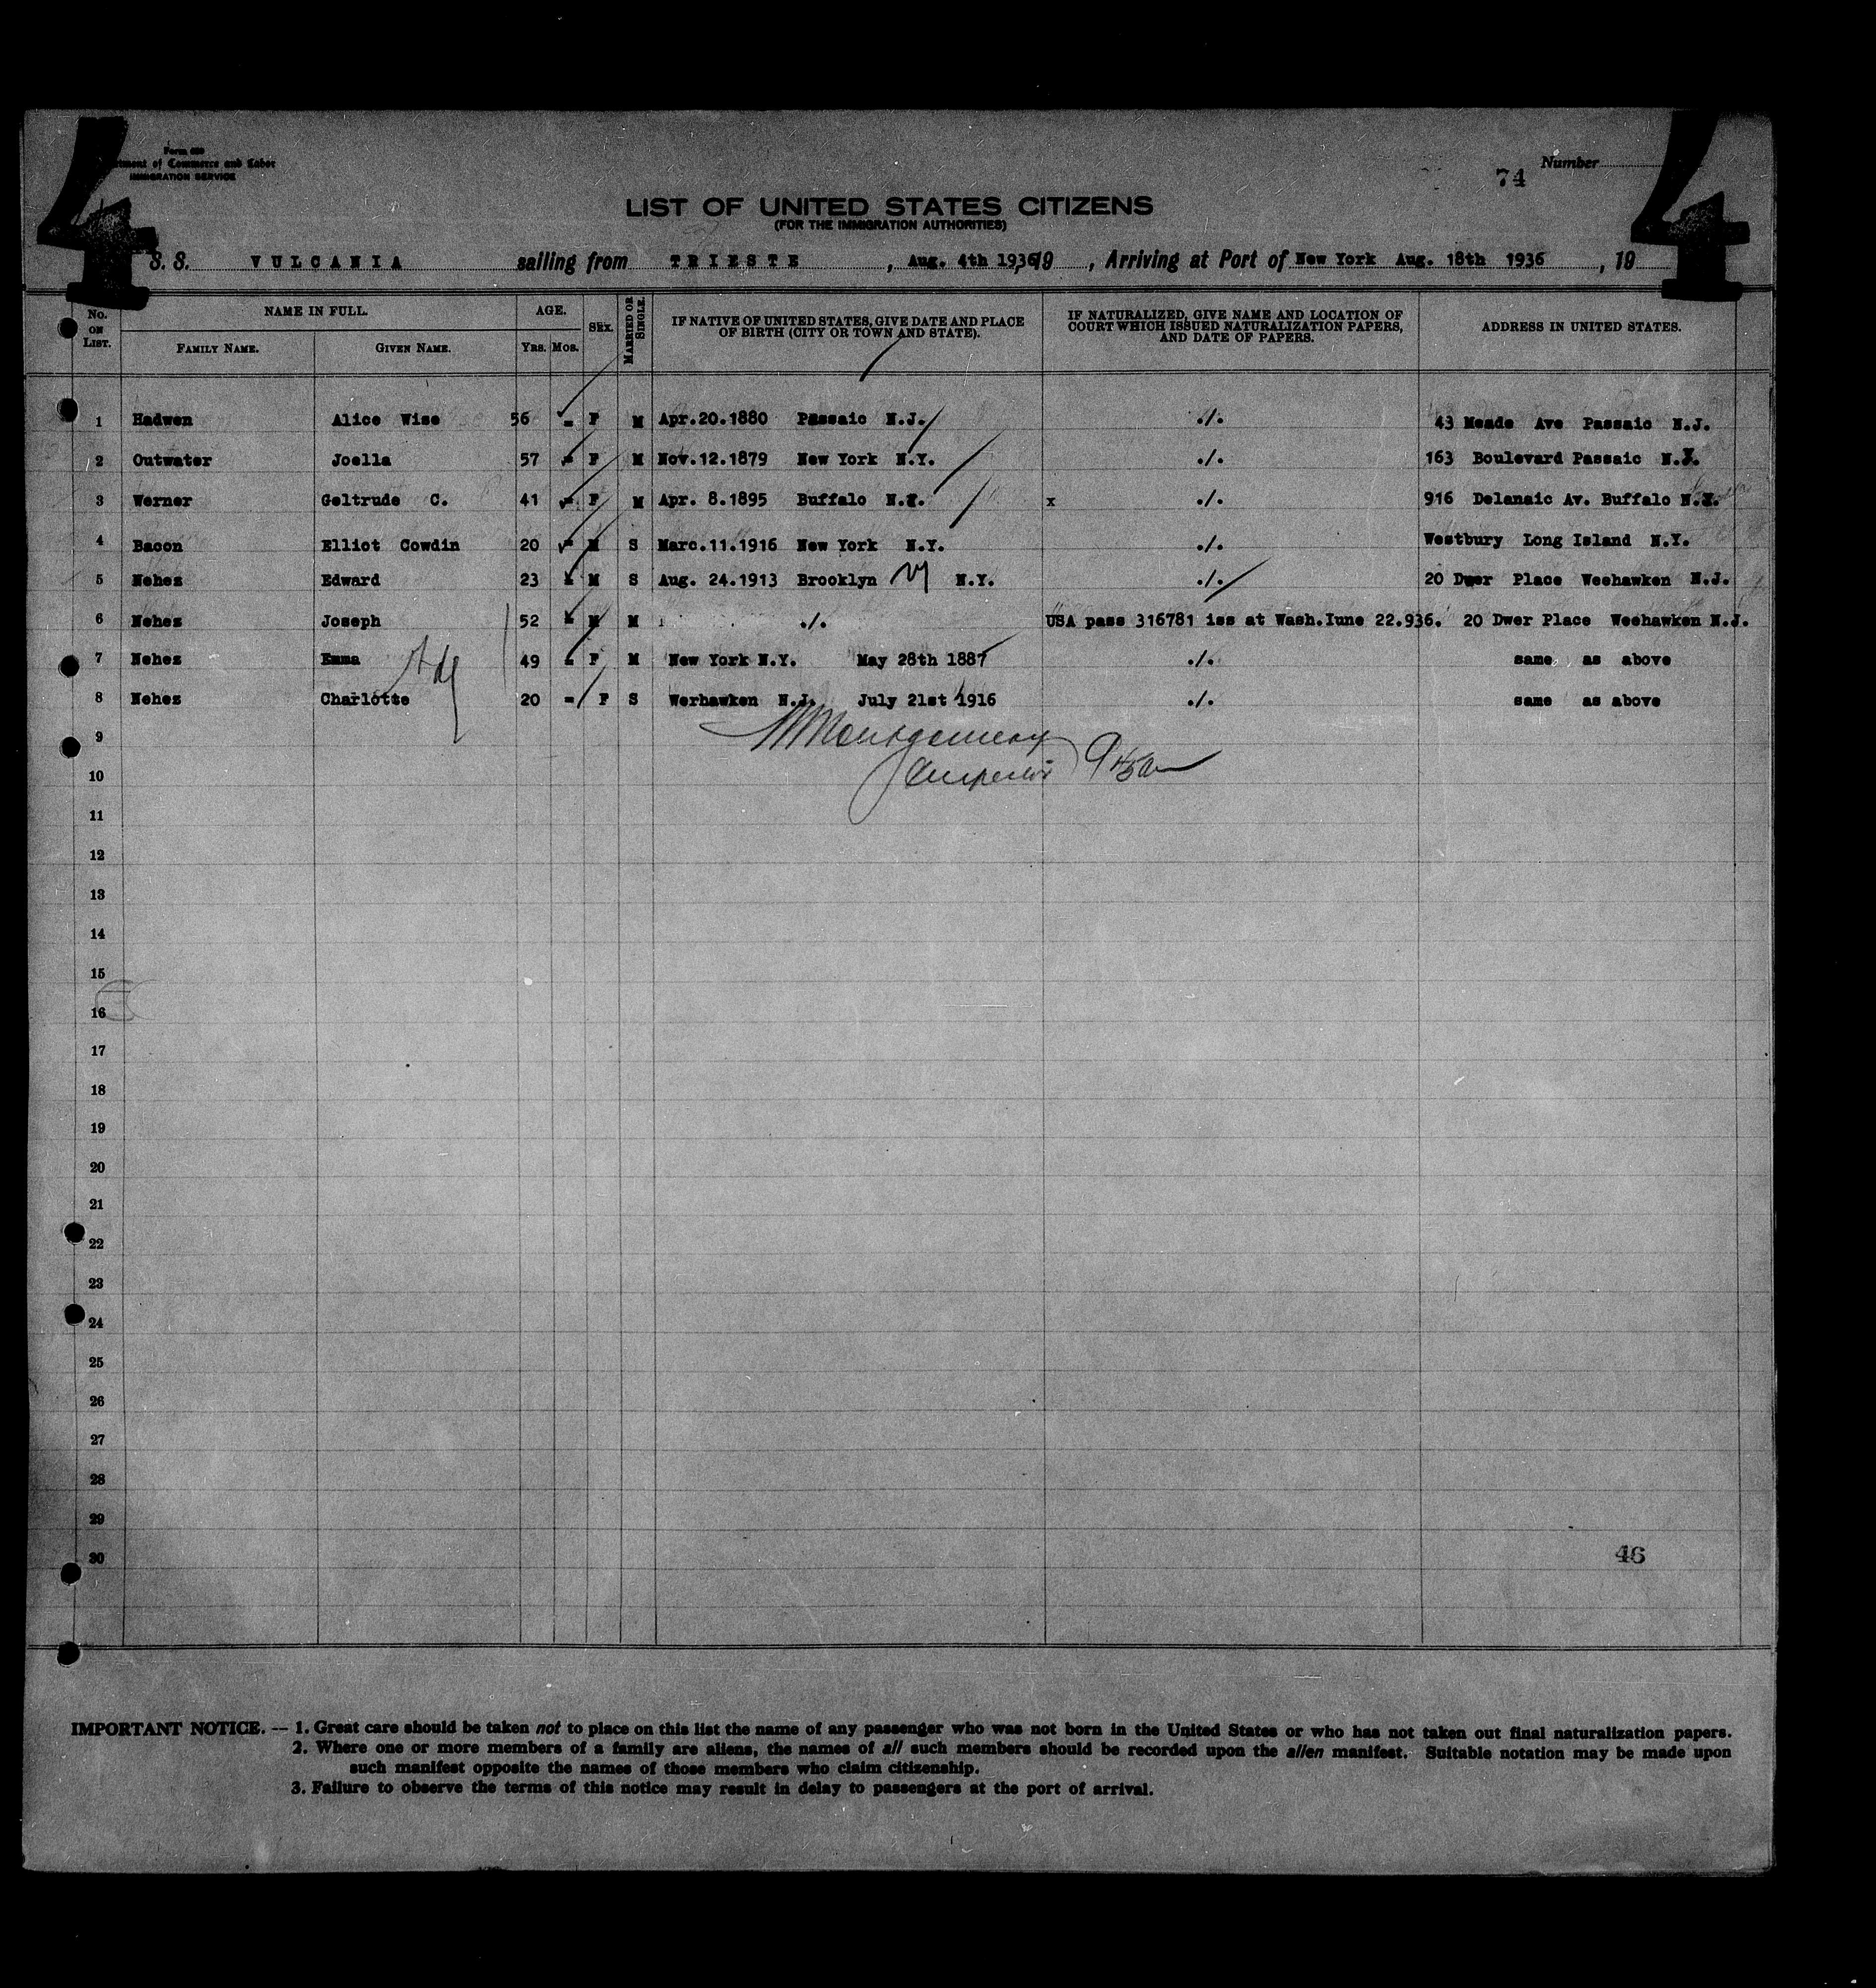 4 4
Form 630
tment of Commerce and Labor
IMMIGRATION SERVICE
Number
74
LIST OF UNITED STATES CITIZENS
(FOR THE IMMIGRATION AUTHORITIES)
S. S. VULCANIA sailing from TRIESTE , Aug. 4th 1936, 19 , Arriving at Port of New York Aug. 18th 1936 , 19
No. ON LIST. NAME IN FULL. AGE. SEX. MARRIED OR SINGLE. IF NATIVE OF UNITED STATES, GIVE DATE AND PLACE OF BIRTH (CITY OR TOWN AND STATE). IF NATURALIZED, GIVE NAME AND LOCATION OF COURT WHICH ISSUED NATURALIZATION PAPERS, AND DATE OF PAPERS. ADDRESS IN UNITED STATES.
FAMILY NAME. GIVEN NAME. YRS. MOS.
1 Hadwen Alice Wise 56 = F M Apr.20.1880 Passaic N.J. ./. 43 Meade Ave Passaic N.J.
2 Outwater Joella 57 = F M Nov.12.1879 New York N.Y. ./. 163 Boulevard Passaic N.J.
3 Werner Geltrude C. 41 = F M Apr. 8.1895 Buffalo N.Y. x ./. 916 Delanaic Av. Buffalo N.Y.
4 Bacon Elliot Cowdin 20 = M S Marc.11.1916 New York N.Y. ./. Westbury Long Island N.Y.
5 Nehez Edward 23 = M S Aug. 24.1913 Brooklyn NY N.Y. ./. 20 Dwer Place Weehawken N.J.
6 Nehez Joseph 52 = M M ./. USA pass 316781 iss at Wash.Iune 22.936. 20 Dwer Place Weehawken N.J.
7 Nehez Emma 49 = F M New York N.Y. May 28th 1887 ./. same as above
8 Nehez Charlotte 20 = F S Werhawken N.J. July 21st 1916 ./. same as above
9
Montgomery
10
Inspector
11
12
13
14
15
16
17
18
19
20
21
22
23
24
25
26
27
28
29
30
46
IMPORTANT NOTICE. — 1. Great care should be taken not to place on this list the name of any passenger who was not born in the United States or who has not taken out final naturalization papers.
2. Where one or more members of a family are aliens, the names of all such members should be recorded upon the alien manifest. Suitable notation may be made upon
such manifest opposite the names of those members who claim citizenship.
3. Failure to observe the terms of this notice may result in delay to passengers at the port of arrival.